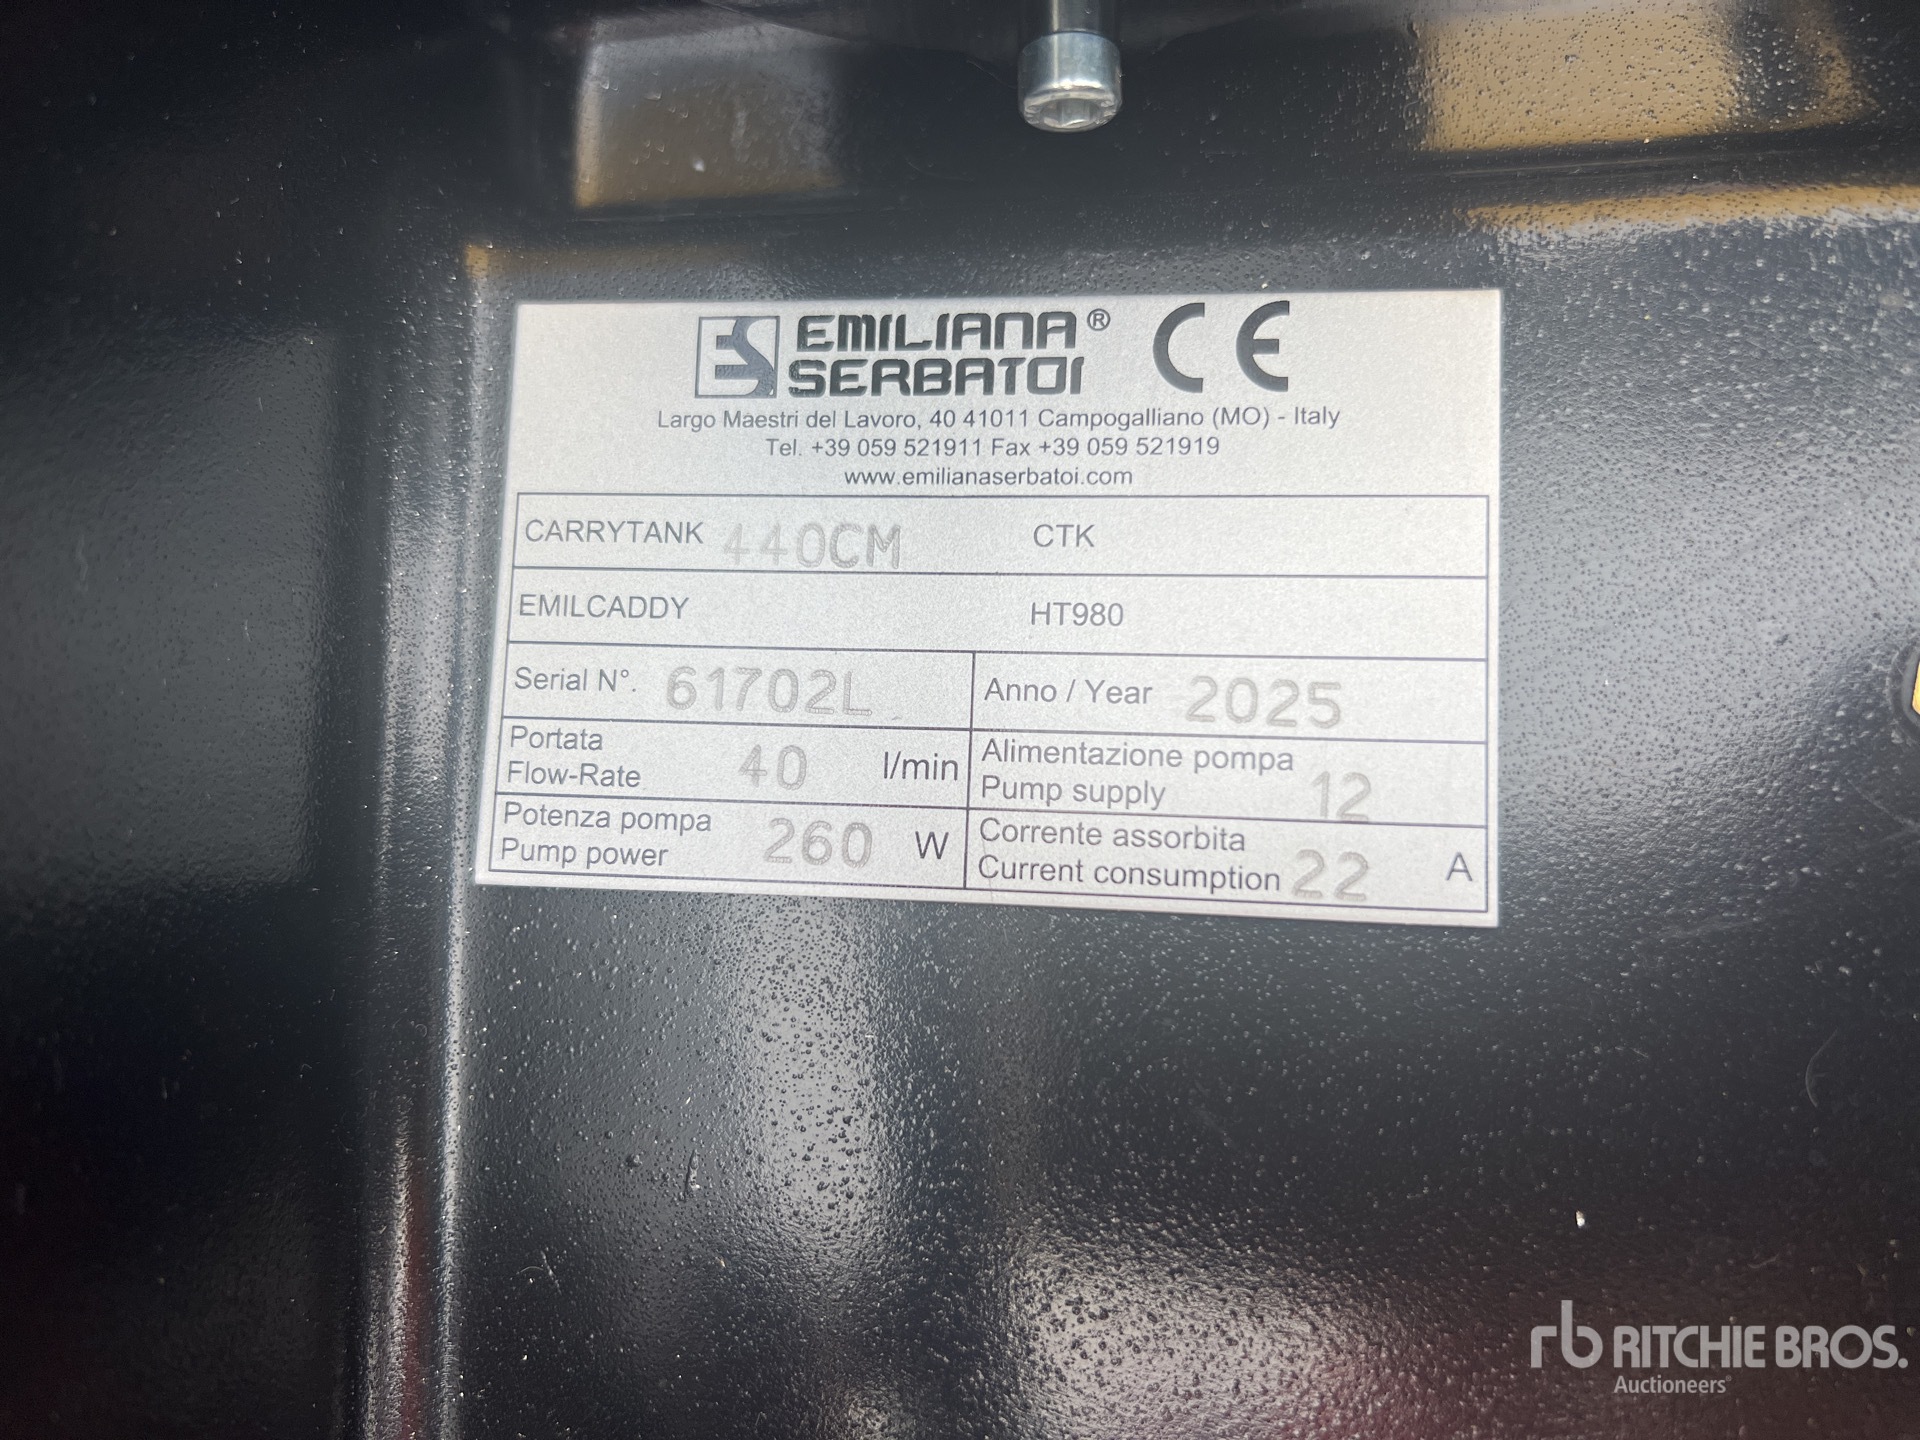 ES EMILIANA® CE
SERBATOI
Largo Maestri del Lavoro, 40 41011 Campogalliano (MO) - Italy
Tel. +39 059 521911 Fax +39 059 521919
www.emilianaserbatoi.com
CARRYTANK 440CM CTK
EMILCADDY HT980
Serial N°. 61702L Anno / Year 2025
Portata
Flow-Rate 40 l/min
Alimentazione pompa
Pump supply 12
Potenza pompa
Pump power 260 W
Corrente assorbita
Current consumption 22 A
rb RITCHIE BROS.
Auctioneers